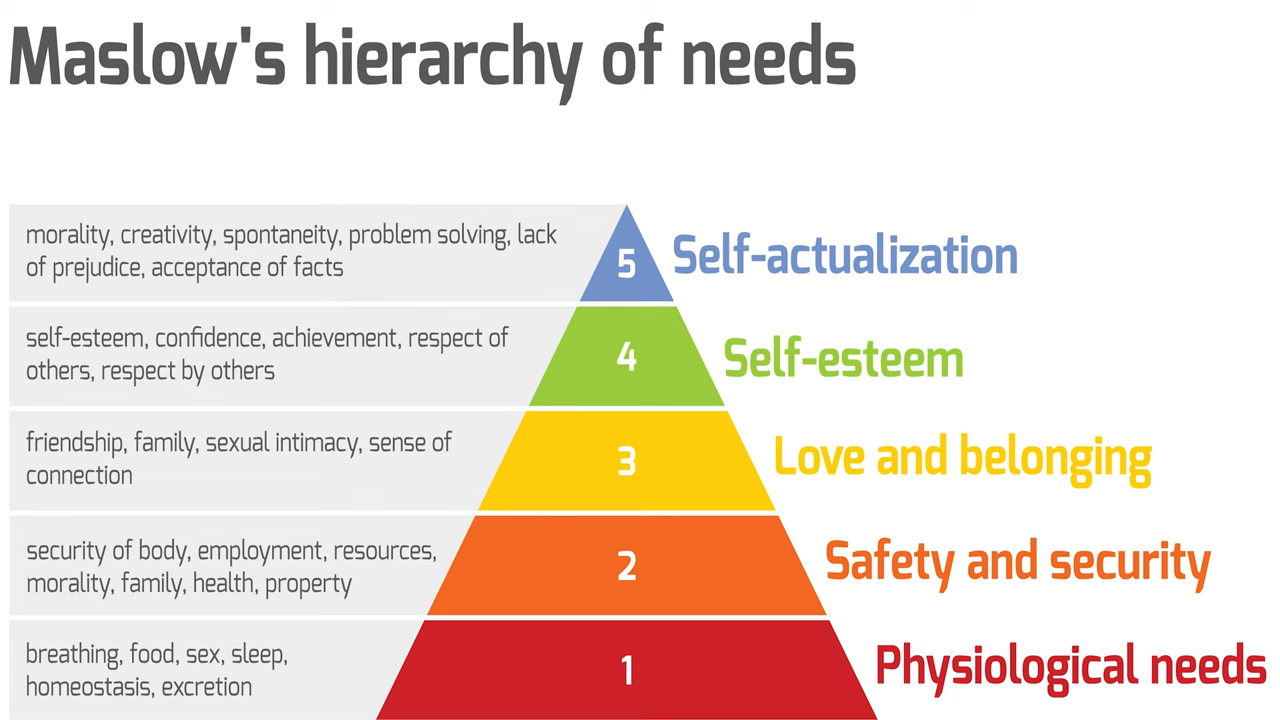 Maslow's hierarchy of needs
morality, creativity, spontaneity, problem solving, lack
of prejudice, acceptance of facts
5
Self-actualization
self-esteem, confidence, achievement, respect of
others, respect by others
4
Self-esteem
friendship, family, sexual intimacy, sense of
connection
3
Love and belonging
security of body, employment, resources,
morality, family, health, property
2
Safety and security
breathing, food, sex, sleep,
homeostasis, excretion
1
Physiological needs